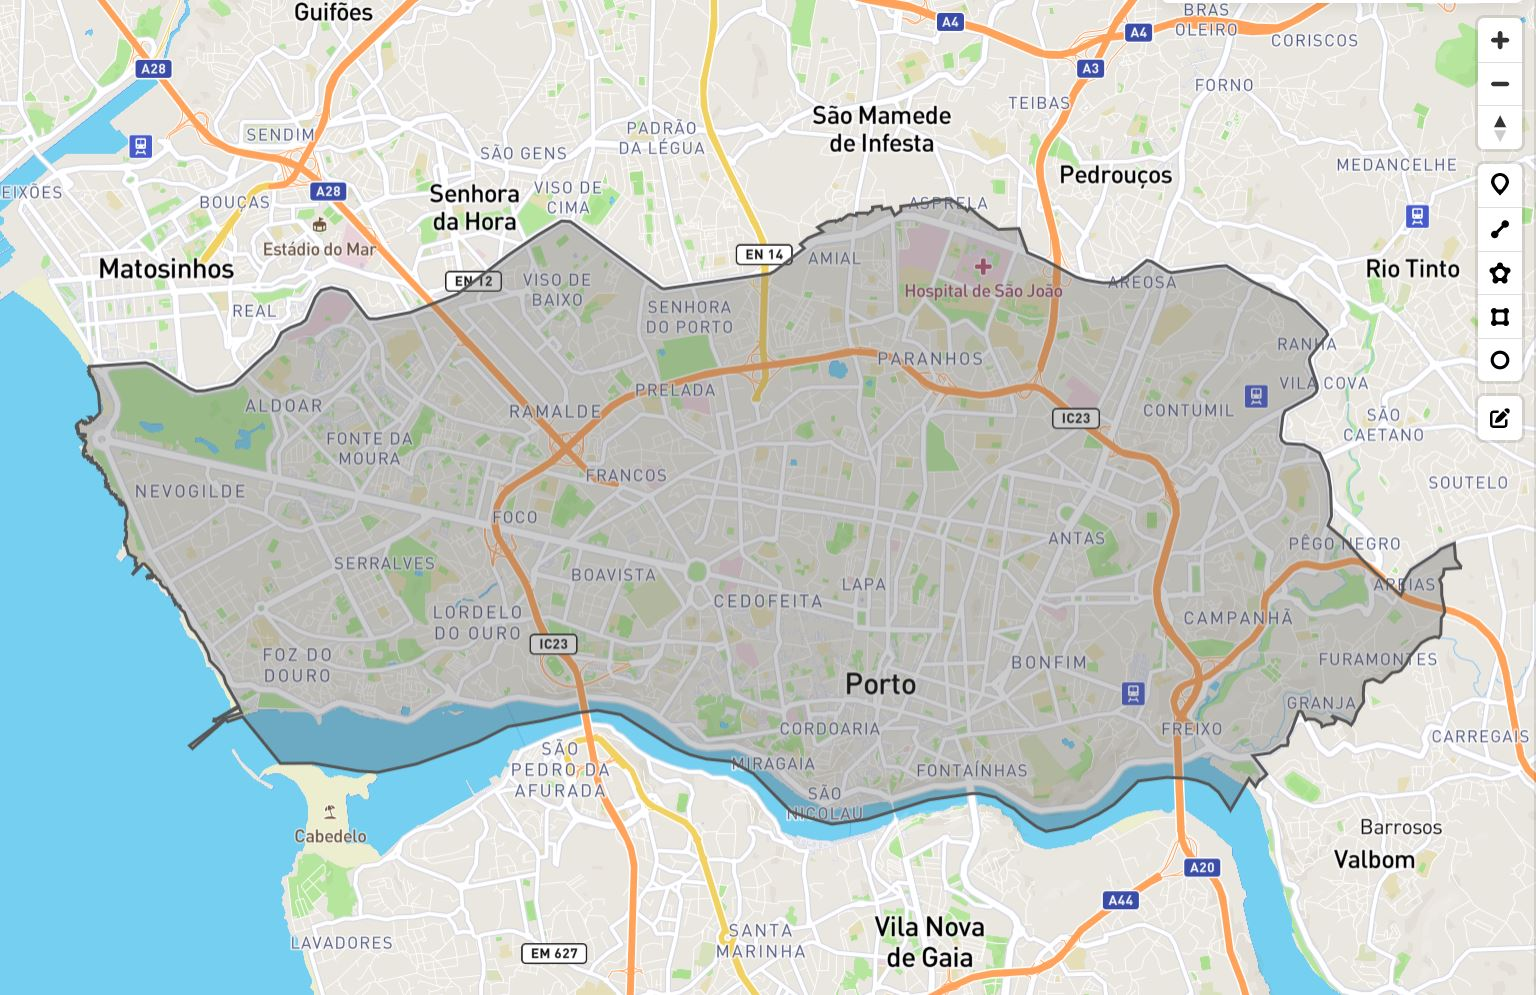 Guifões
BRAS
OLEIRO
CORISCOS
A4
A4
A3
A28
FORNO
TEIBAS
São Mamede
de Infesta
SENDIM
PADRÃO
DA LÉGUA
SÃO GENS
MEDANCELHE
EIXÕES
BOUÇAS
A28
Senhora
da Hora
VISO DE
CIMA
Pedrouços
ASPRELA
Estádio do Mar
Matosinhos
EN 12
EN 14
AMIAL
Rio Tinto
VISO DE
BAIXO
Hospital de São João
AREOSA
REAL
SENHORA
DO PORTO
RANHA
PARANHOS
PRELADA
VILA COVA
ALDOAR
RAMALDE
IC23
CONTUMIL
SÃO
CAETANO
FONTE DA
MOURA
FRANCOS
NEVOGILDE
SOUTELO
FOCO
ANTAS
PÊGO NEGRO
SERRALVES
BOAVISTA
LAPA
AREIAS
CEDOFEITA
LORDELO
DO OURO
CAMPANHÃ
IC23
FOZ DO
DOURO
BONFIM
FURAMONTES
Porto
GRANJA
CORDOARIA
FREIXO
CARREGAIS
SÃO
PEDRO DA
AFURADA
MIRAGAIA
FONTAÍNHAS
SÃO
NICOLAU
Cabedelo
Barrosos
Valbom
A20
A44
Vila Nova
de Gaia
LAVADORES
SANTA
MARINHA
EM 627